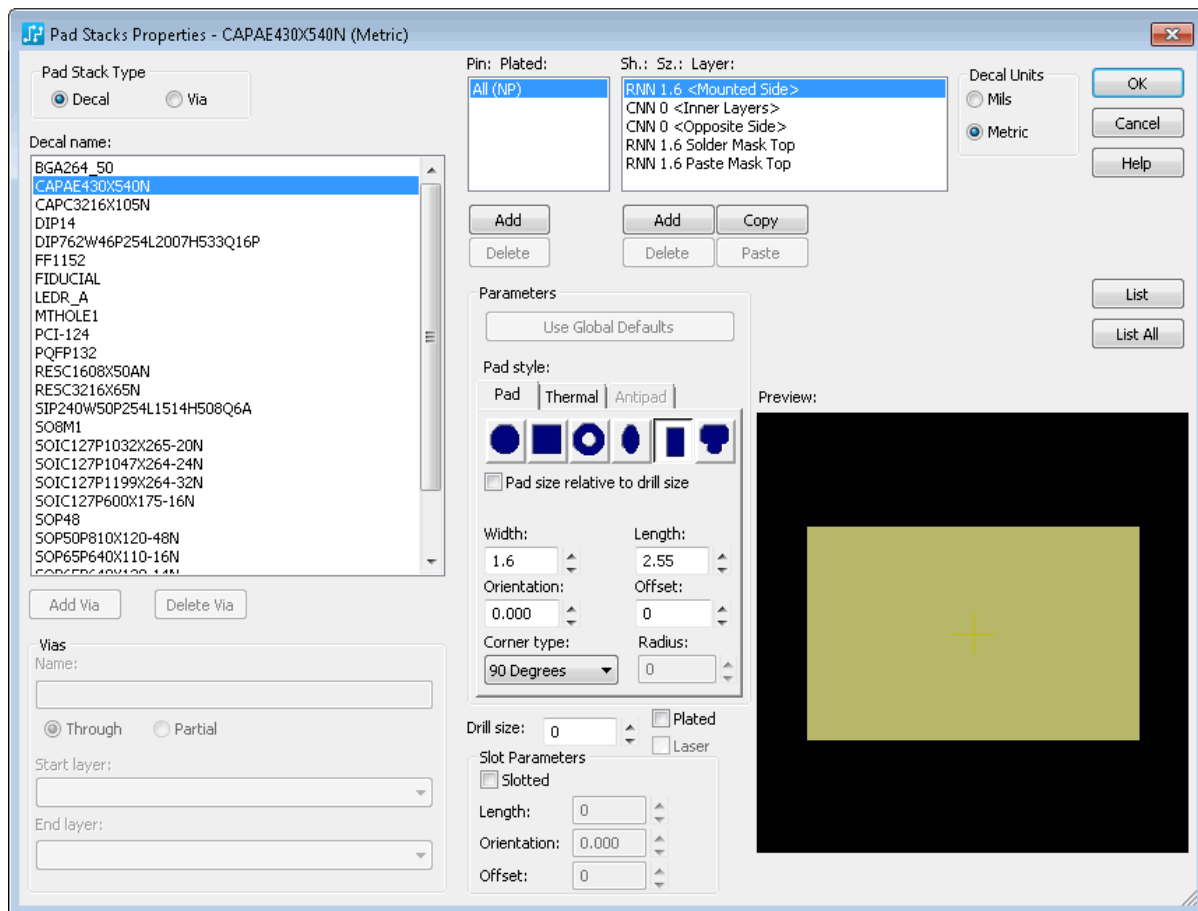 Pad Stacks Properties - CAPAE430X540N (Metric)
Pad Stack Type
Decal
Via
Decal name:
BGA264_50
CAPAE430X540N
CAPC3216X105N
DIP14
DIP762W46P254L2007H533Q16P
FF1152
FIDUCIAL
LEDR_A
MTHOLE1
PCI-124
PQFP132
RESC1608X50AN
RESC3216X65N
SIP240W50P254L1514H508Q6A
SO8M1
SOIC127P1032X265-20N
SOIC127P1047X264-24N
SOIC127P1199X264-32N
SOIC127P600X175-16N
SOP48
SOP50P810X120-48N
SOP65P640X110-16N
Add Via
Delete Via
Vias
Name:
Through
Partial
Start layer:
End layer:
Pin: Plated:
All (NP)
Add
Delete
Sh.: Sz.: Layer:
RNN 1.6 <Mounted Side>
CNN 0 <Inner Layers>
CNN 0 <Opposite Side>
RNN 1.6 Solder Mask Top
RNN 1.6 Paste Mask Top
Add
Copy
Delete
Paste
Parameters
Use Global Defaults
Pad style:
Pad
Thermal
Antipad
Pad size relative to drill size
Width:
Length:
1.6
2.55
Orientation:
Offset:
0.000
0
Corner type:
Radius:
90 Degrees
0
Drill size:
0
Plated
Laser
Slot Parameters
Slotted
Length:
0
Orientation:
0.000
Offset:
0
Decal Units
Mils
Metric
OK
Cancel
Help
List
List All
Preview: